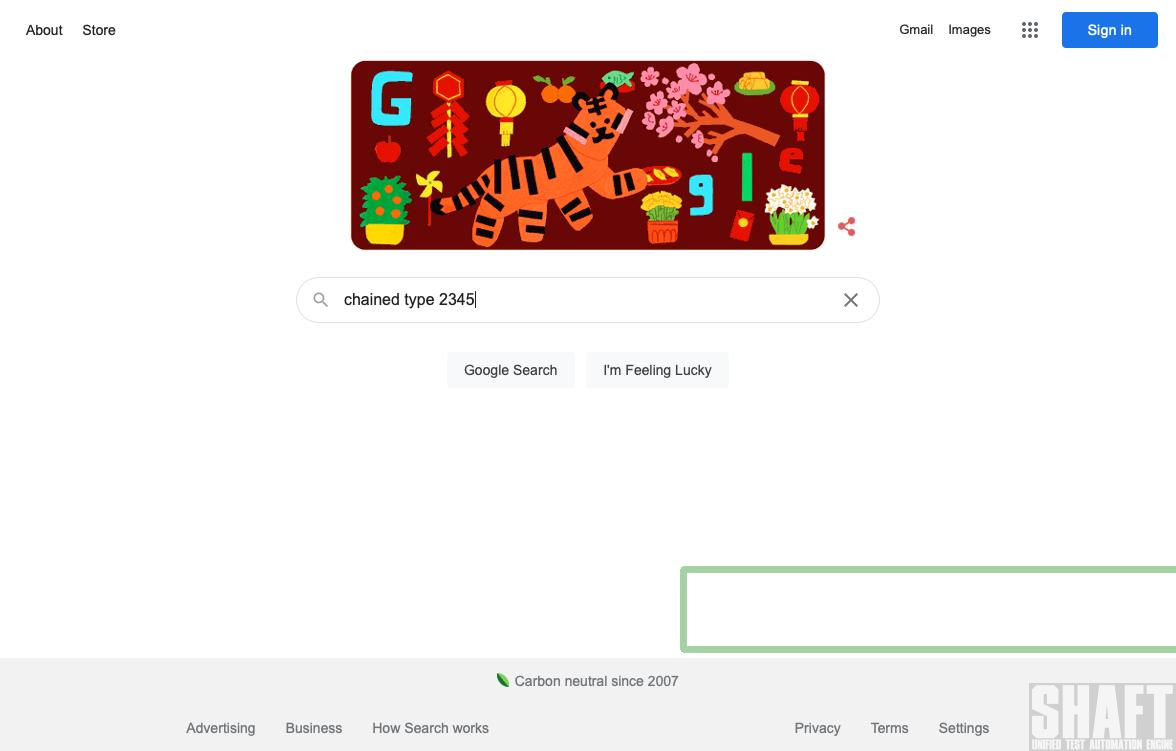 About Store
Gmail Images
Sign in
G g l e
chained type 2345
Google Search
I'm Feeling Lucky
Carbon neutral since 2007
Advertising Business How Search works
Privacy Terms Settings
SHAFT
UNIFIED TEST AUTOMATION ENGINE